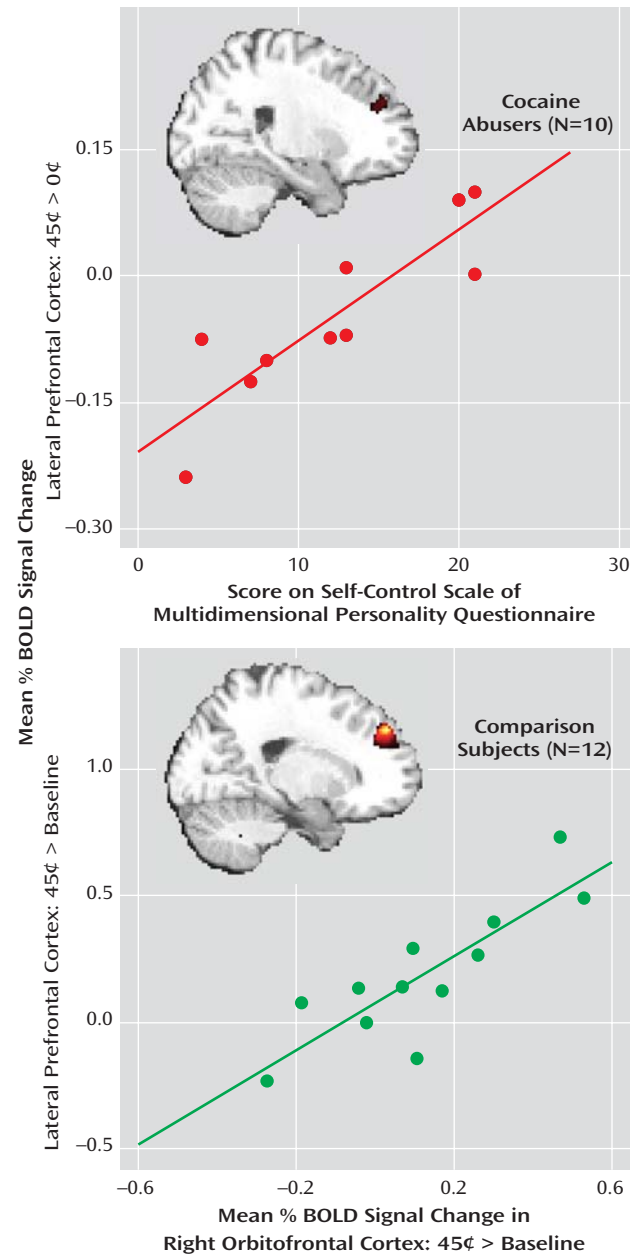 Mean % BOLD Signal Change
Lateral Prefrontal Cortex: 45¢ > 0¢
Cocaine
Abusers (N=10)
0.15
0.0
–0.15
–0.30
0
10
20
30
Score on Self-Control Scale of
Multidimensional Personality Questionnaire
Lateral Prefrontal Cortex: 45¢ > Baseline
Comparison
Subjects (N=12)
1.0
0.5
0.0
–0.5
–0.6
–0.2
0.2
0.6
Mean % BOLD Signal Change in
Right Orbitofrontal Cortex: 45¢ > Baseline